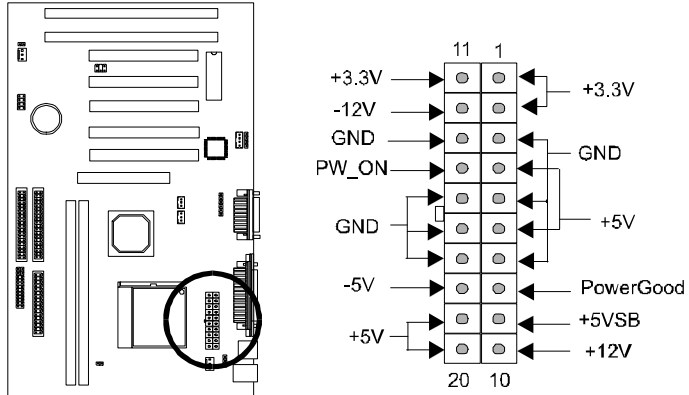 11 1
+3.3V
+3.3V
-12V
GND
GND
PW_ON
GND
+5V
-5V
PowerGood
+5VSB
+5V
+12V
20 10